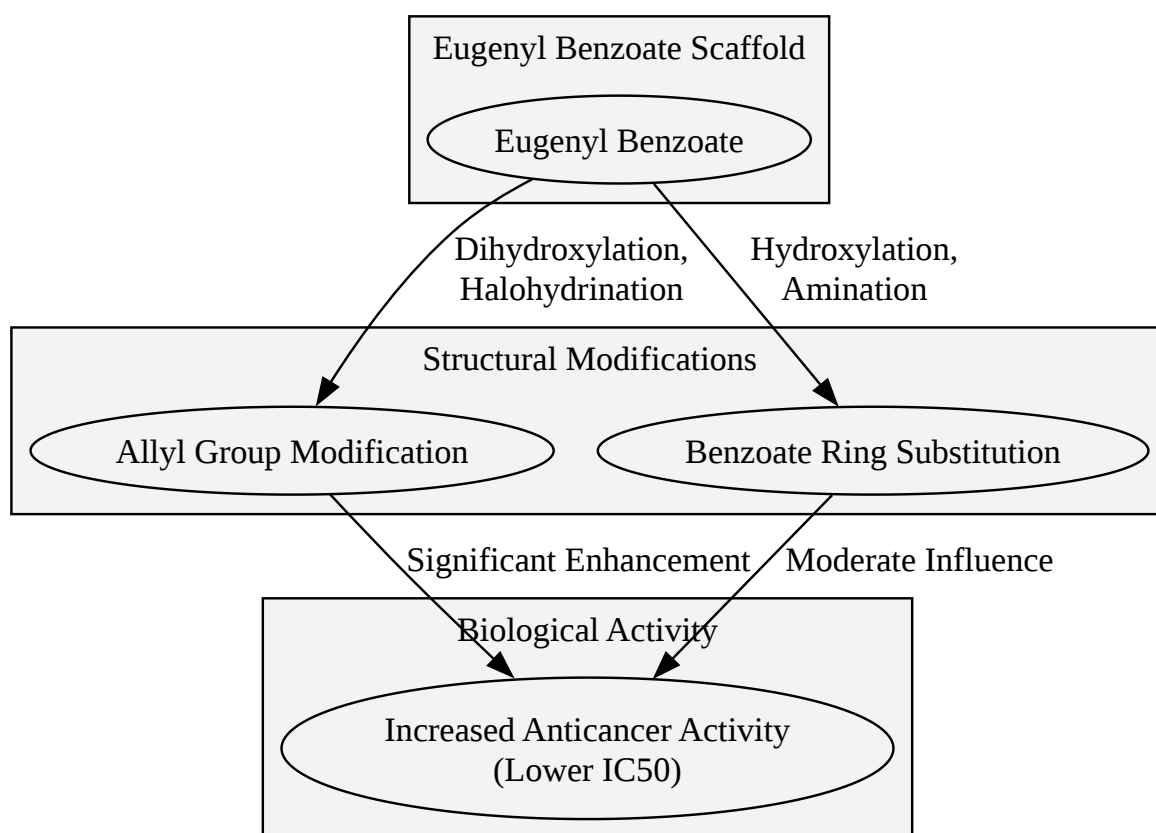 Eugenyl Benzoate Scaffold
Eugenyl Benzoate
Dihydroxylation,
Halohydrination
Hydroxylation,
Amination
Structural Modifications
Allyl Group Modification
Benzoate Ring Substitution
Significant Enhancement
Moderate Influence
Biological Activity
Increased Anticancer Activity
(Lower IC50)